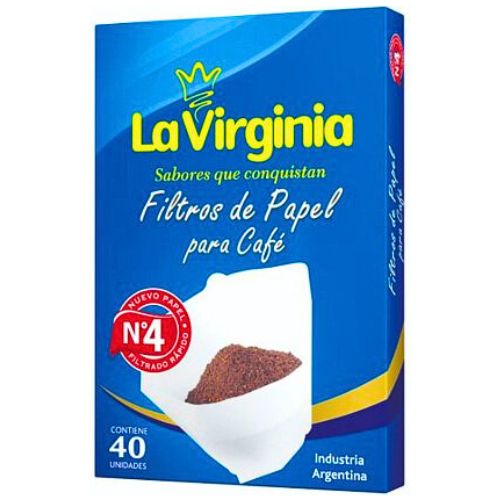 La Virginia
Sabores que conquistan
Filtros de Papel
para Café
NUEVO PAPEL
Nº4
FILTRADO RÁPIDO
CONTIENE
40
UNIDADES
Industria
Argentina
Nº4
Filtros de Papel
para Café